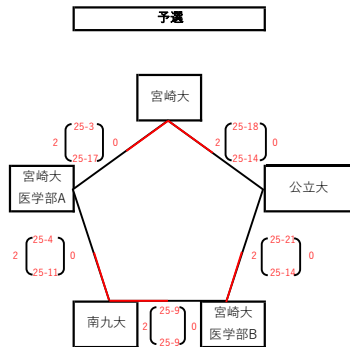 予選
宮崎大
25-3
2 0
25-17
25-18
2 0
25-14
宮崎大
医学部A
公立大
25-4
2 0
25-11
25-21
2 0
25-14
南九大
25-9
2 0
25-9
宮崎大
医学部B